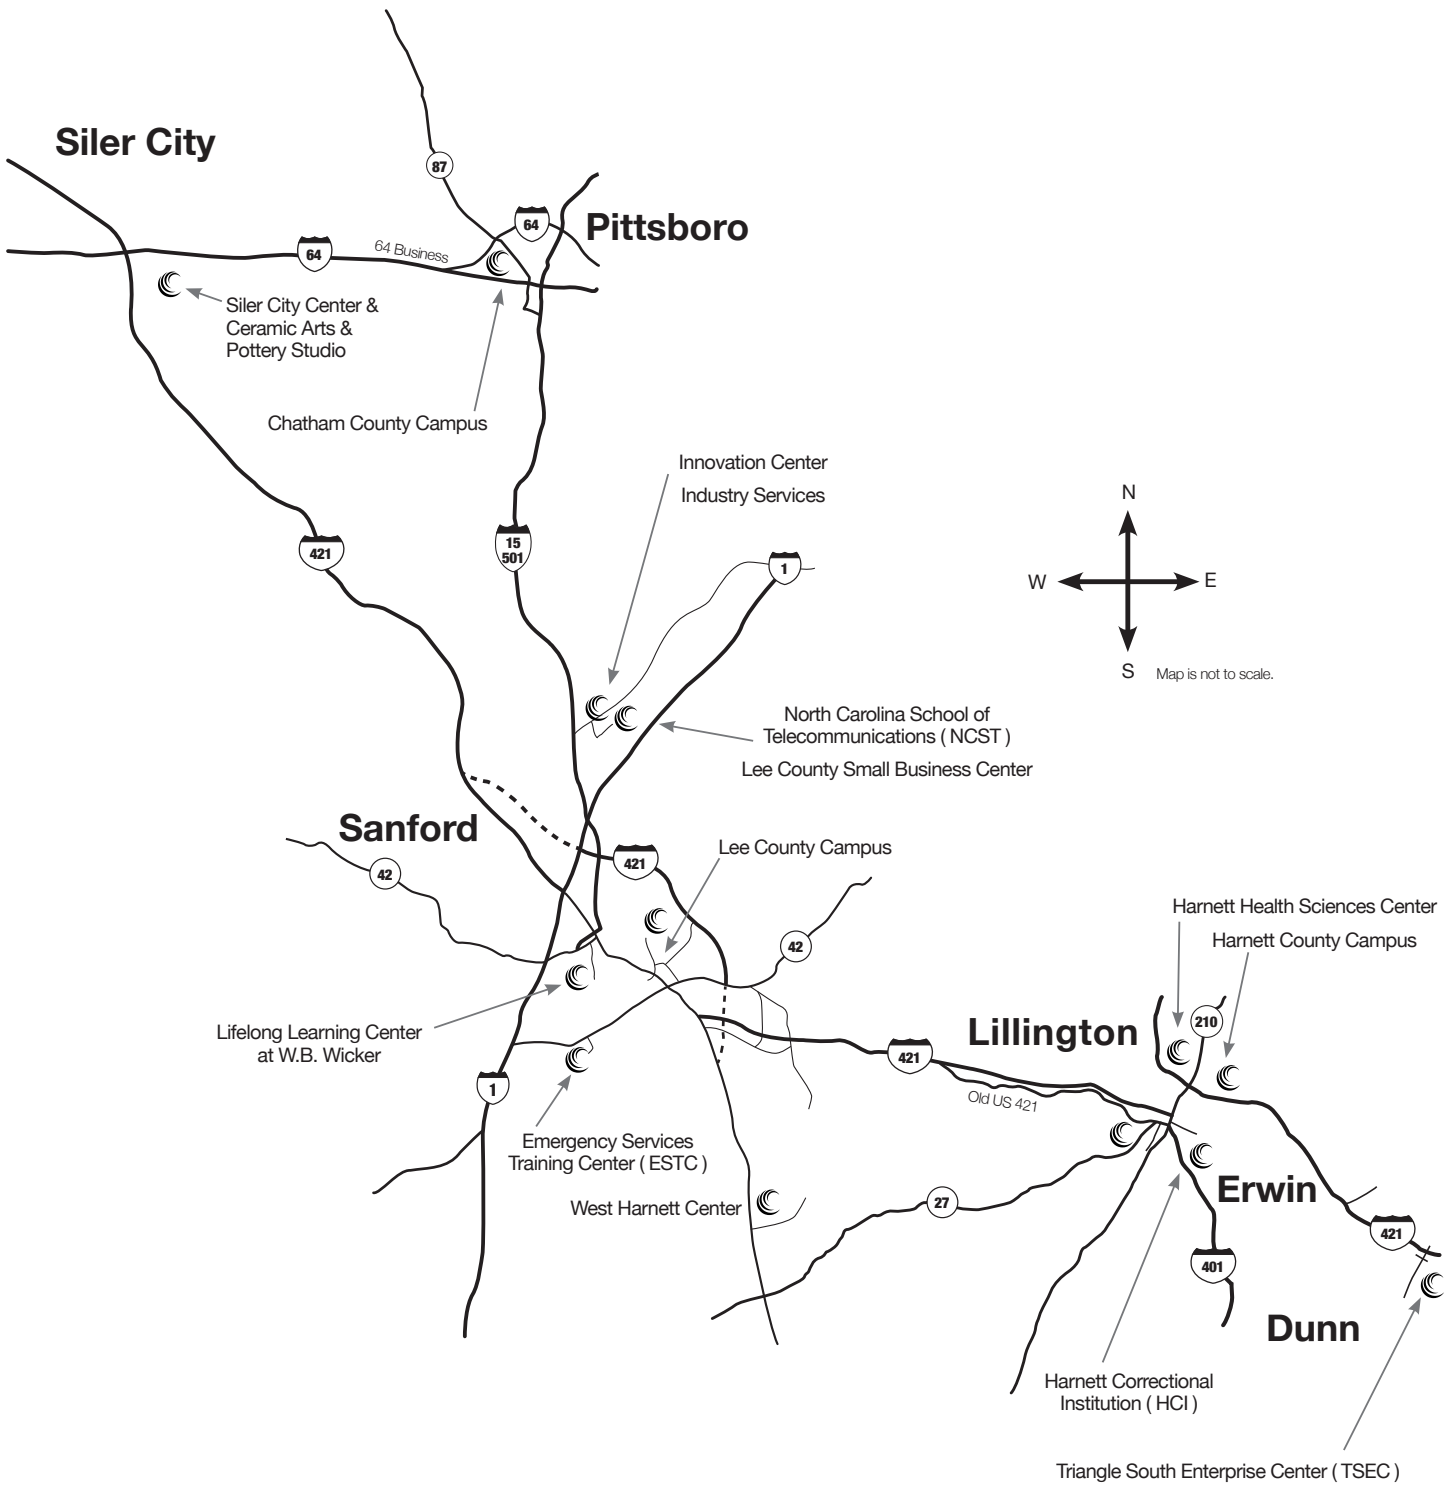 Siler City
87
64
Pittsboro
64 Business
64
Siler City Center &
Ceramic Arts &
Pottery Studio
Chatham County Campus
Innovation Center
Industry Services
N
W
E
S
Map is not to scale.
421
15
501
1
North Carolina School of
Telecommunications ( NCST )
Lee County Small Business Center
Sanford
42
421
Lee County Campus
42
Harnett Health Sciences Center
Harnett County Campus
Lifelong Learning Center
at W.B. Wicker
210
Lillington
421
Old US 421
1
Emergency Services
Training Center ( ESTC )
West Harnett Center
27
Erwin
421
401
Dunn
Harnett Correctional
Institution ( HCI )
Triangle South Enterprise Center ( TSEC )